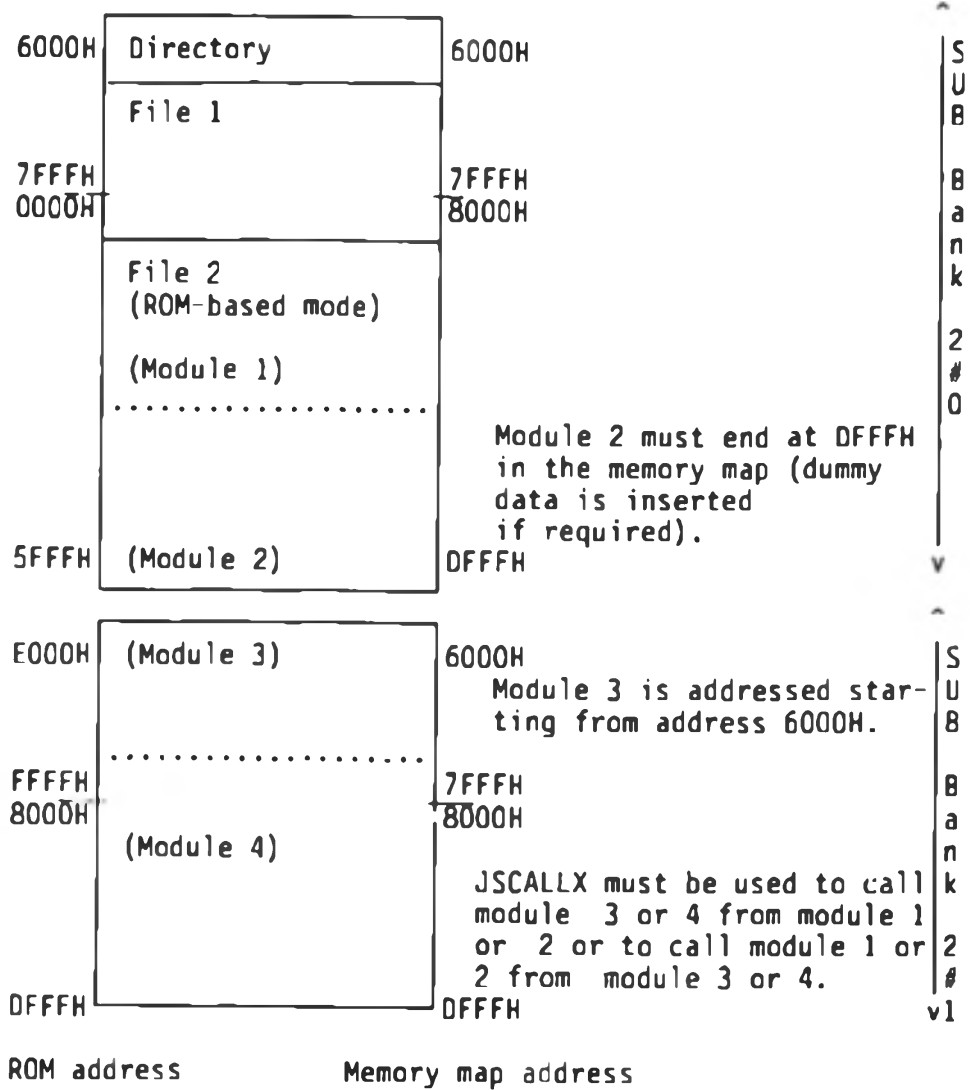 6000H Directory 6000H
File 1
7FFFH 7FFFH
0000H 8000H
File 2
(ROM-based mode)
(Module 1)
Module 2 must end at DFFFH
in the memory map (dummy
data is inserted
if required).
5FFFH (Module 2) DFFFH
SUB Bank 2#0
E000H (Module 3) 6000H
Module 3 is addressed star-
ting from address 6000H.
FFFFH 7FFFH
8000H 8000H
(Module 4)
JSCALLX must be used to call
module 3 or 4 from module 1
or 2 or to call module 1 or
2 from module 3 or 4.
DFFFH DFFFH
SUB Bank 2#1
ROM address Memory map address